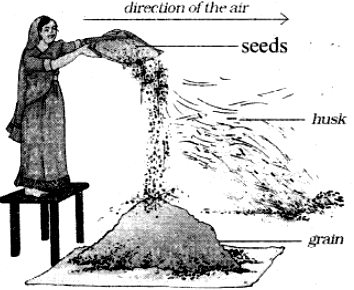 direction of the air
seeds
husk
grain